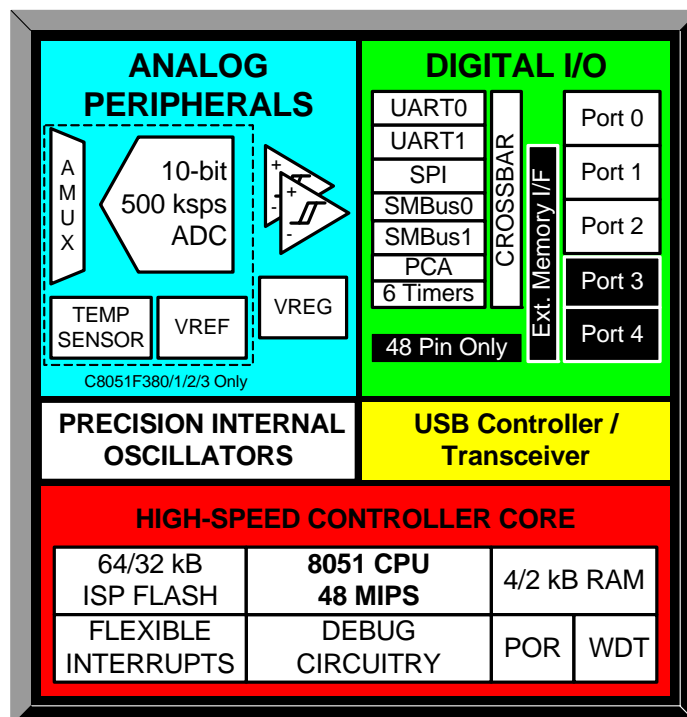 ANALOG
PERIPHERALS
A
M
U
X
10-bit
500 ksps
ADC
+
-
+
-
TEMP
SENSOR
VREF
VREG
C8051F380/1/2/3 Only
DIGITAL I/O
UART0
UART1
SPI
SMBus0
SMBus1
PCA
6 Timers
CROSSBAR
Ext. Memory I/F
Port 0
Port 1
Port 2
Port 3
Port 4
48 Pin Only
PRECISION INTERNAL
OSCILLATORS
USB Controller /
Transceiver
HIGH-SPEED CONTROLLER CORE
64/32 kB
ISP FLASH
8051 CPU
48 MIPS
4/2 kB RAM
FLEXIBLE
INTERRUPTS
DEBUG
CIRCUITRY
POR
WDT